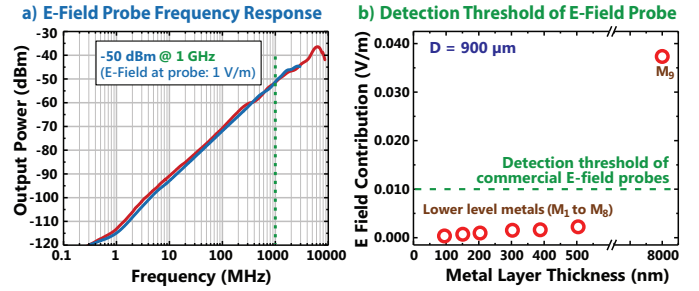 a) E-Field Probe Frequency Response
-50 dBm @ 1 GHz
(E-Field at probe: 1 V/m)
Output Power (dBm)
-30
-40
-50
-60
-70
-80
-90
-100
-110
-120
0.1
1
10
100
1000
10000
Frequency (MHz)
b) Detection Threshold of E-Field Probe
D = 900 µm
M9
Detection threshold of
commercial E-field probes
Lower level metals (M1 to M8)
E Field Contribution (V/m)
0.040
0.030
0.020
0.010
0.000
0
100
200
300
400
500
8000
Metal Layer Thickness (nm)